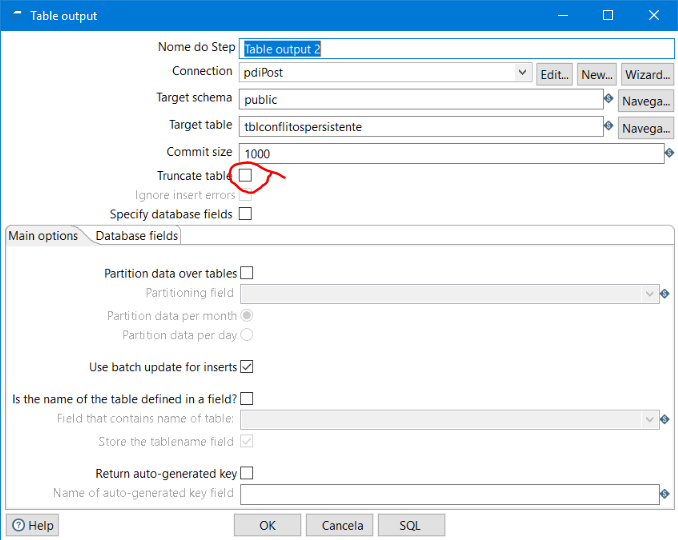 Table output
Nome do Step Table output 2
Connection pdiPost Edit... New... Wizard...
Target schema public Navega...
Target table tblconflitospersistente Navega...
Commit size 1000
Truncate table
Ignore insert errors
Specify database fields
Main options Database fields
Partition data over tables
Partitioning field
Partition data per month
Partition data per day
Use batch update for inserts
Is the name of the table defined in a field?
Field that contains name of table:
Store the tablename field
Return auto-generated key
Name of auto-generated key field
Help OK Cancela SQL